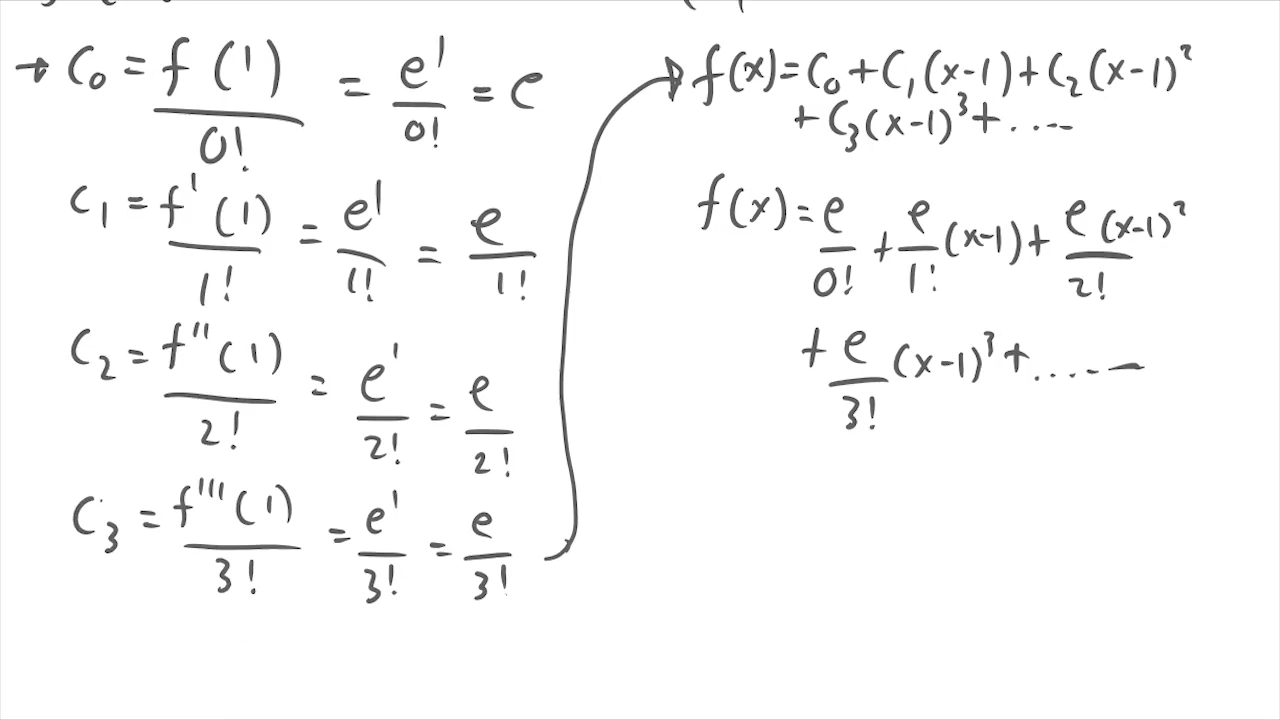 → C₀ = f(1)/0! = e¹/0! = e
C₁ = f'(1)/1! = e¹/1! = e/1!
C₂ = f''(1)/2! = e¹/2! = e/2!
C₃ = f'''(1)/3! = e¹/3! = e/3!
f(x) = C₀ + C₁(x-1) + C₂(x-1)²
+ C₃(x-1)³ + ....
f(x) = e/0! + e/1! (x-1) + e/2! (x-1)²
+ e/3! (x-1)³ + ......